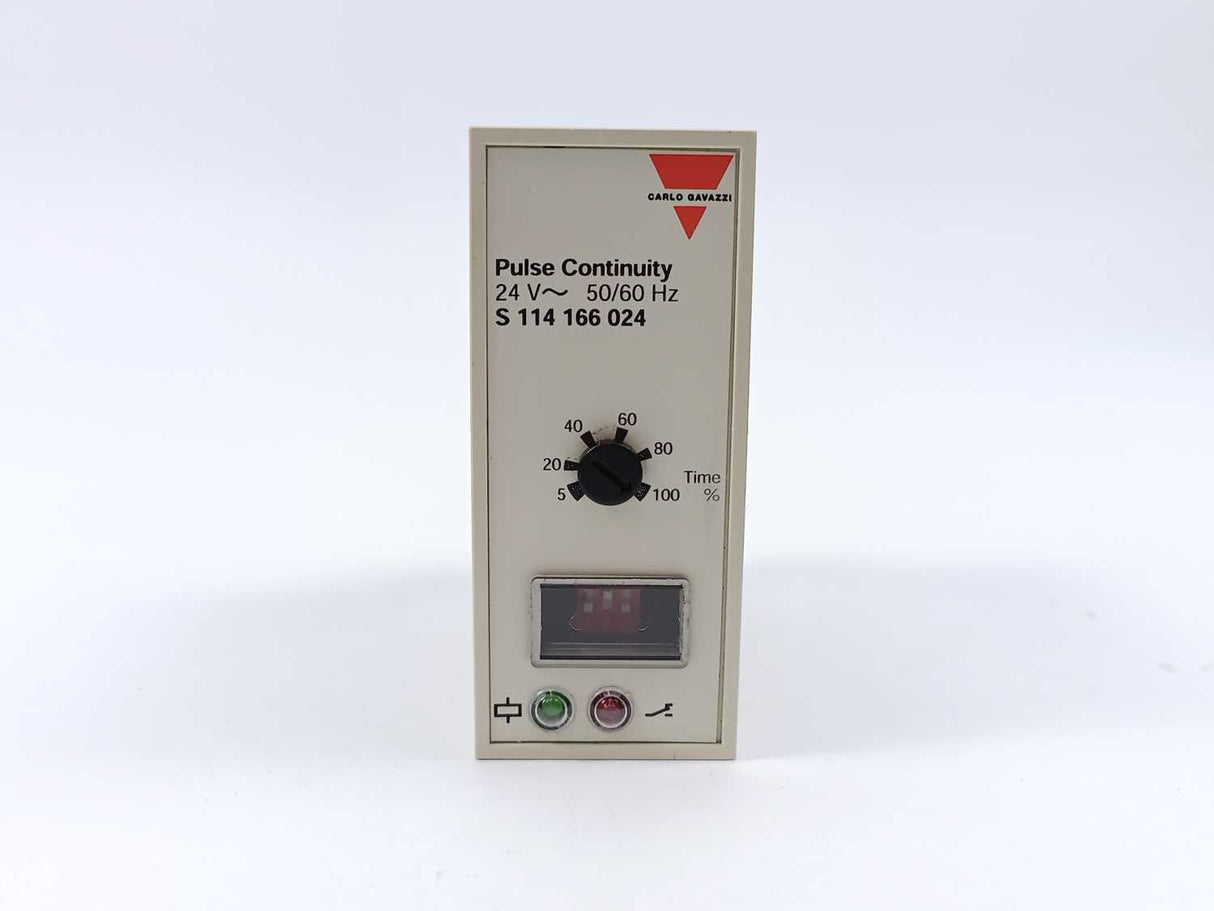 CARLO GAVAZZI
Pulse Continuity
24 V~ 50/60 Hz
S 114 166 024
40 60
20 80
5 100
Time
%